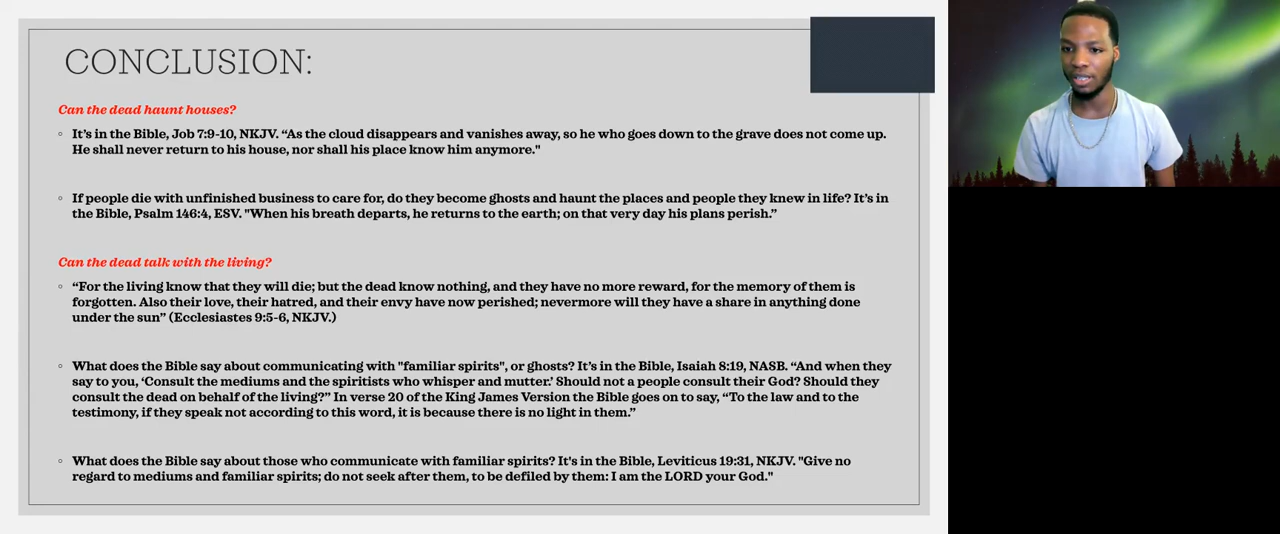 CONCLUSION:
Can the dead haunt houses?
It’s in the Bible, Job 7:9-10, NKJV. “As the cloud disappears and vanishes away, so he who goes down to the grave does not come up.
He shall never return to his house, nor shall his place know him anymore."
If people die with unfinished business to care for, do they become ghosts and haunt the places and people they knew in life? It’s in
the Bible, Psalm 146:4, ESV. "When his breath departs, he returns to the earth; on that very day his plans perish.”
Can the dead talk with the living?
“For the living know that they will die; but the dead know nothing, and they have no more reward, for the memory of them is
forgotten. Also their love, their hatred, and their envy have now perished; nevermore will they have a share in anything done
under the sun” (Ecclesiastes 9:5-6, NKJV.)
What does the Bible say about communicating with "familiar spirits", or ghosts? It’s in the Bible, Isaiah 8:19, NASB. “And when they
say to you, ‘Consult the mediums and the spiritists who whisper and mutter.’ Should not a people consult their God? Should they
consult the dead on behalf of the living?” In verse 20 of the King James Version the Bible goes on to say, “To the law and to the
testimony, if they speak not according to this word, it is because there is no light in them.”
What does the Bible say about those who communicate with familiar spirits? It's in the Bible, Leviticus 19:31, NKJV. "Give no
regard to mediums and familiar spirits; do not seek after them, to be defiled by them: I am the LORD your God."